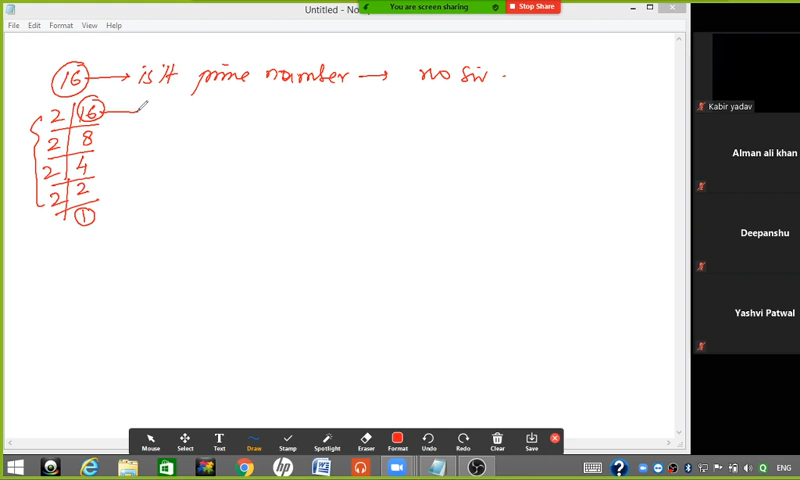 Untitled - No
You are screen sharing
Stop Share
File Edit Format View Help
16 → is it prime number → no sir.
2 16
2 8
2 4
2 2
1
Kabir yadav
Alman ali khan
Deepanshu
Yashvi Patwal
Mouse Select Text Draw Stamp Spotlight Eraser Format Undo Redo Clear Save
ENG